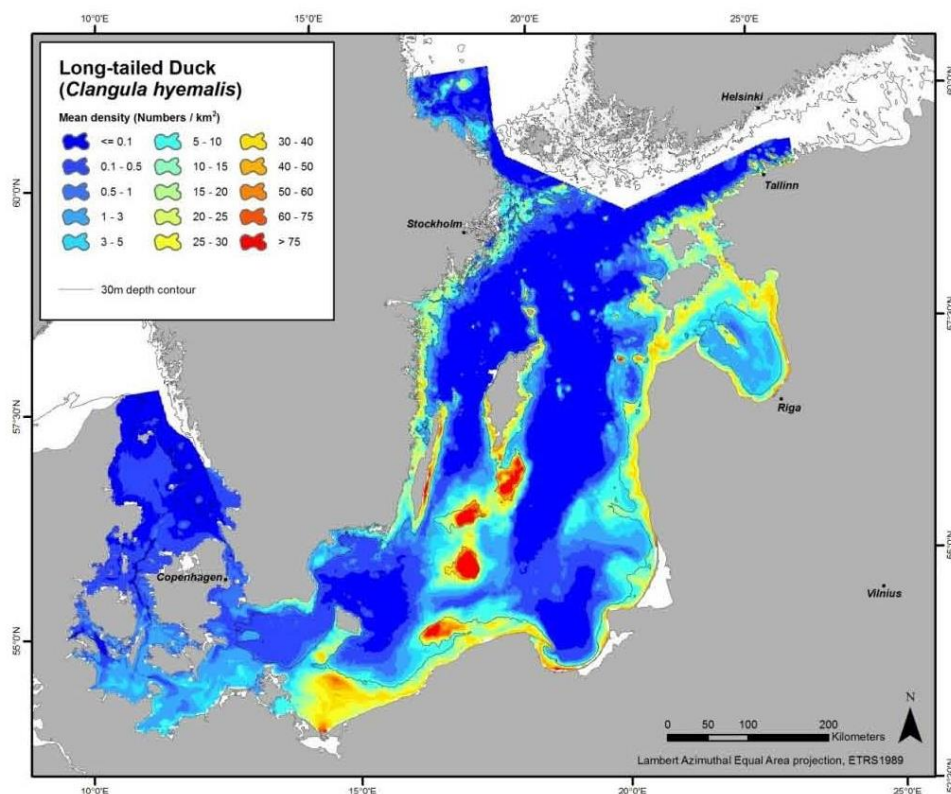 10°0'E 15°0'E 20°0'E 25°0'E
Long-tailed Duck
(Clangula hyemalis)
Mean density (Numbers / km²)
<= 0.1 5 - 10 30 - 40
0.1 - 0.5 10 - 15 40 - 50
0.5 - 1 15 - 20 50 - 60
1 - 3 20 - 25 60 - 75
3 - 5 25 - 30 > 75
30m depth contour
Helsinki
Tallinn
Stockholm
Riga
Copenhagen
Vilnius
60°0'N
57°30'N
55°0'N
57°30'N
55°0'N
N
0 50 100 200
Kilometers
Lambert Azimuthal Equal Area projection, ETRS1989
10°0'E 15°0'E 20°0'E 25°0'E